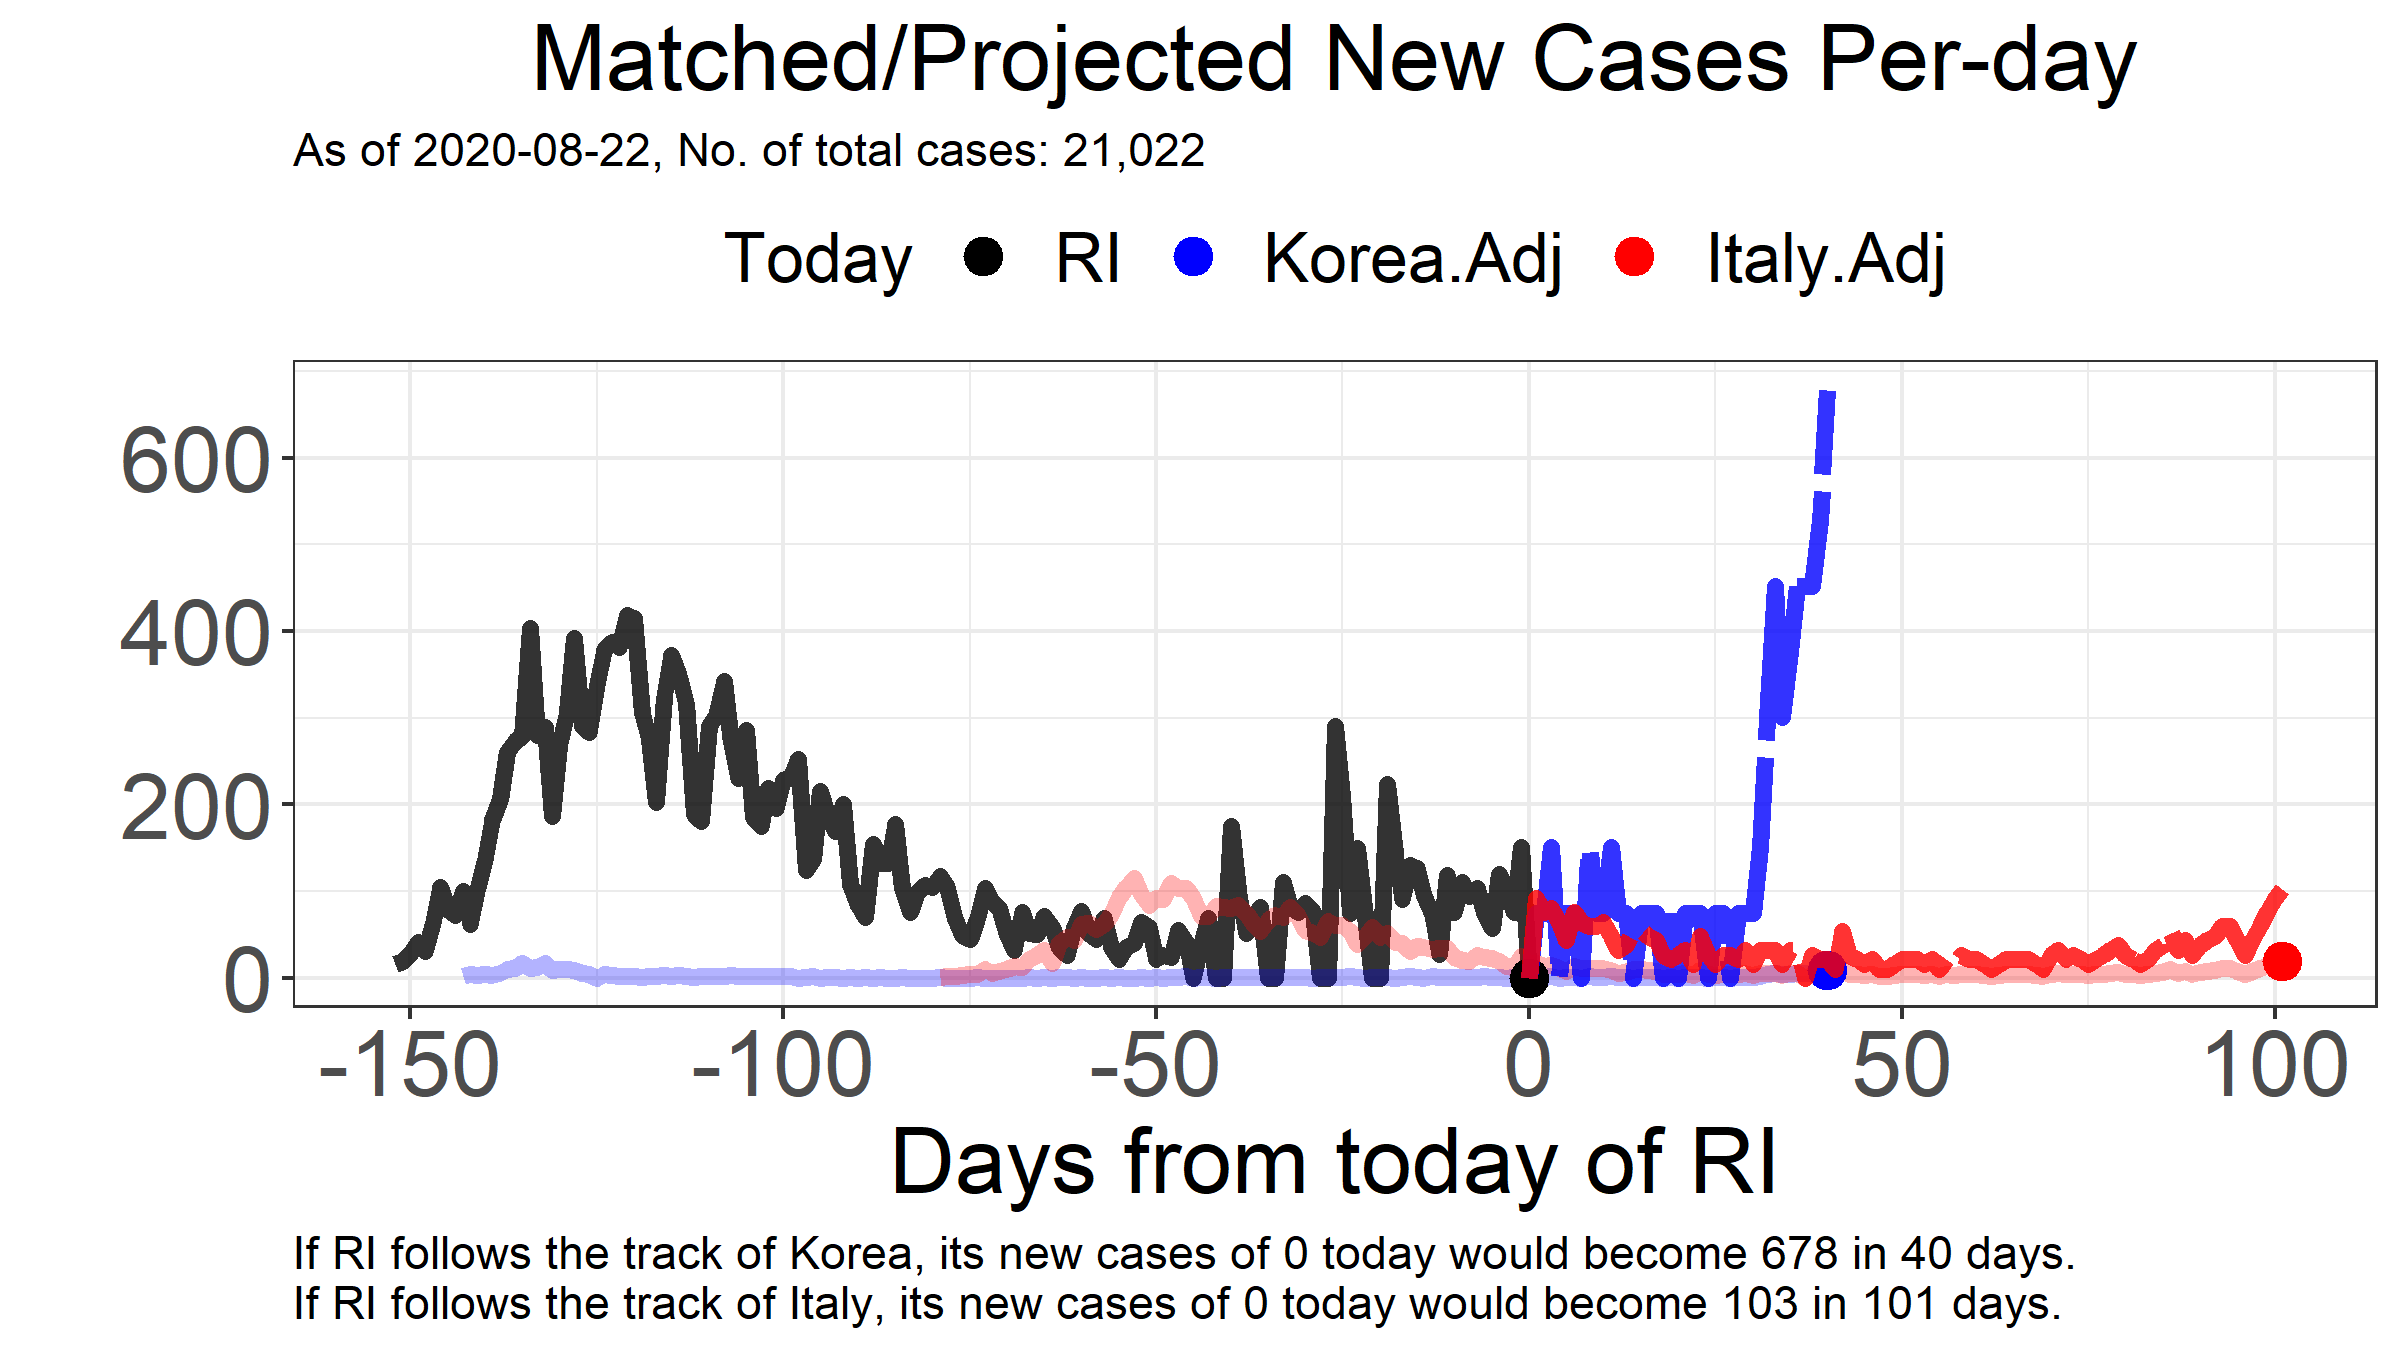 Matched/Projected New Cases Per-day
As of 2020-08-22, No. of total cases: 21,022
Today RI Korea.Adj Italy.Adj
600
400
200
0
-150 -100 -50 0 50 100
Days from today of RI
If RI follows the track of Korea, its new cases of 0 today would become 678 in 40 days.
If RI follows the track of Italy, its new cases of 0 today would become 103 in 101 days.